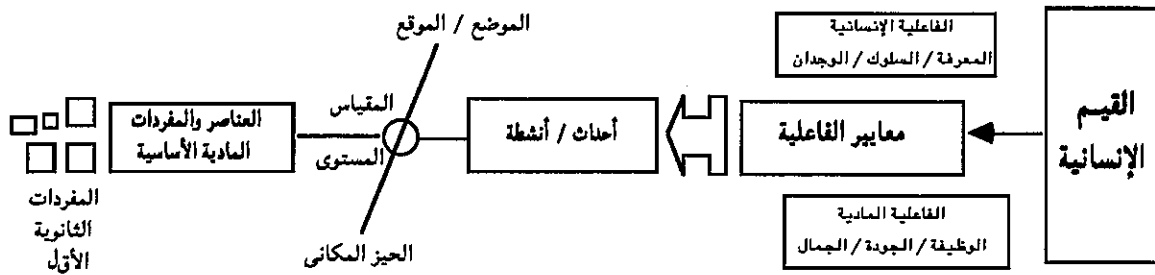 القيم
الإنسانية
الفاعلية الإنسانية
المعرفة / السلوك / الوجدان
معايير الفاعلية
الفاعلية المادية
الوظيفة / الجودة / الجمال
أحداث / أنشطة
الموضع / الموقع
المقياس
المستوى
الحيز المكانى
العناصر والمفردات
المادية الأساسية
المفردات
الثانوية
الأقل